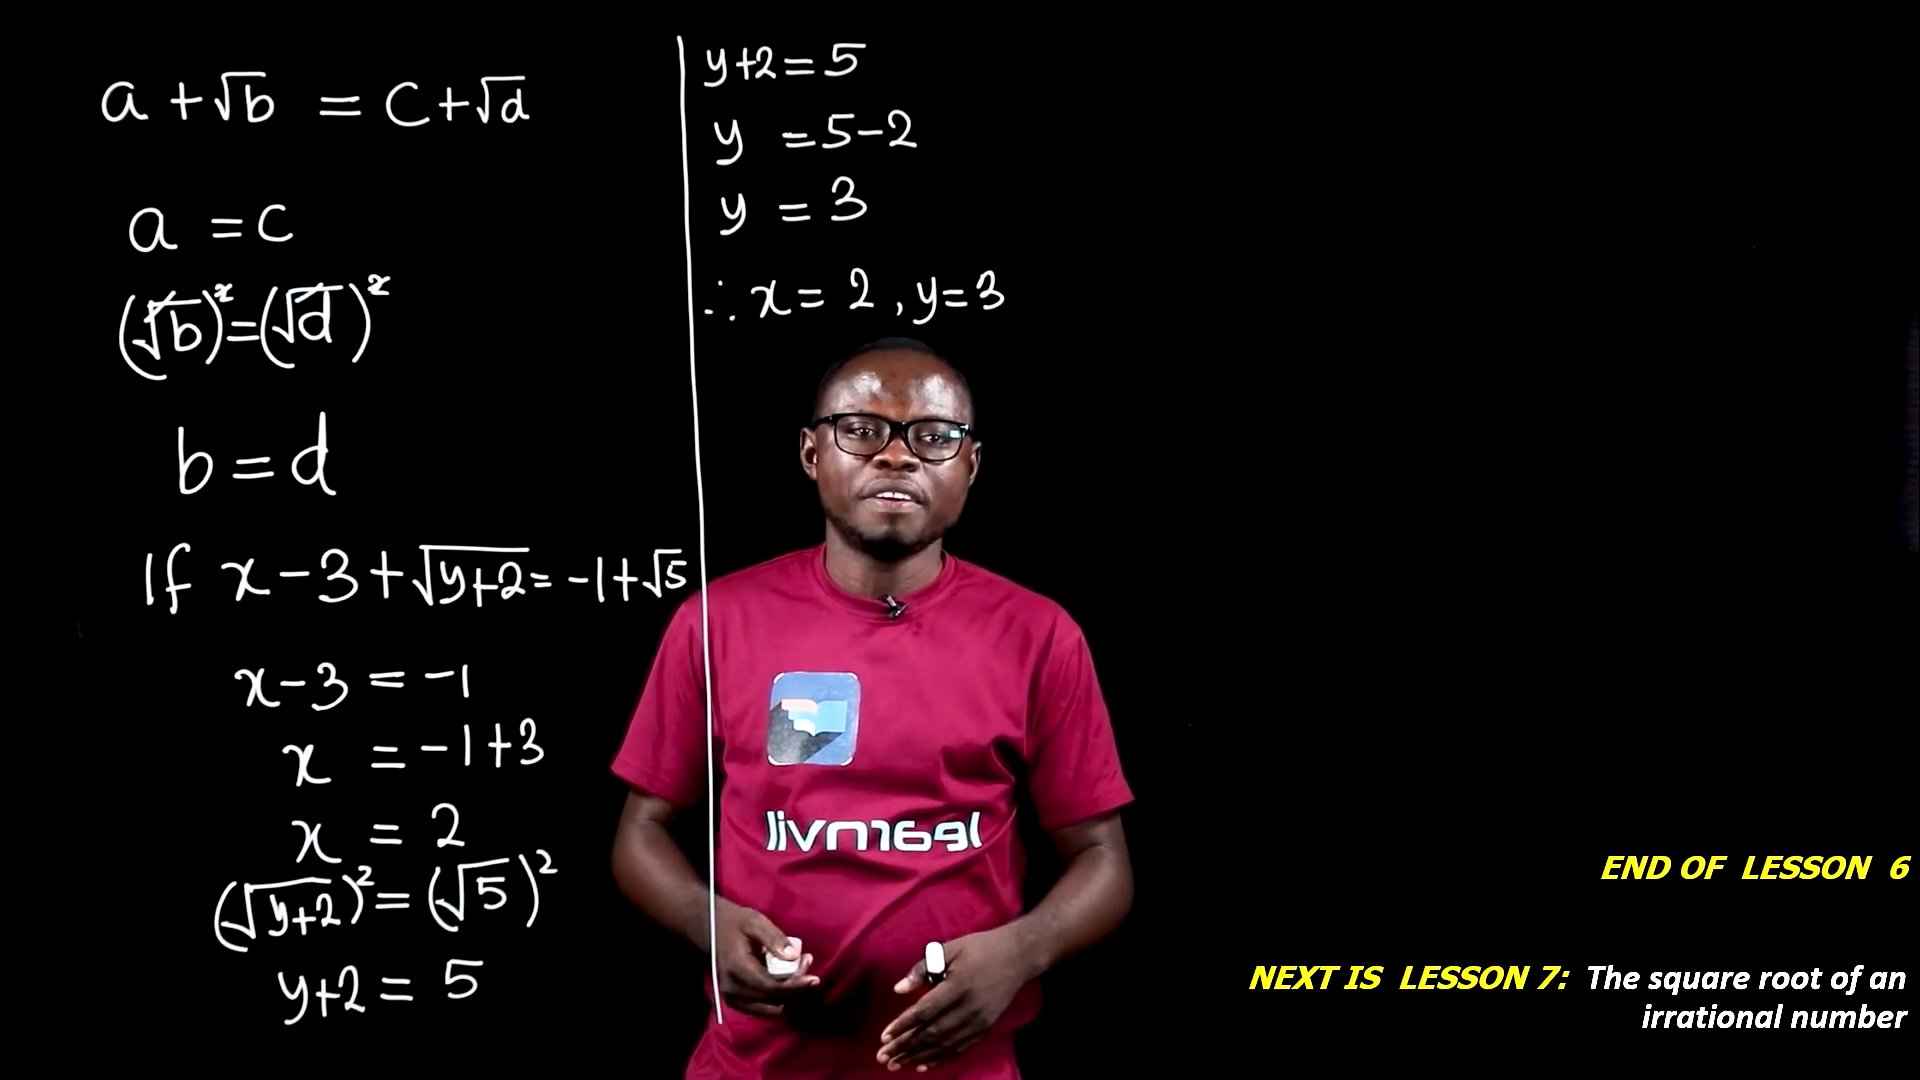 a + √b = C + √d
a = c
(√b)² = (√d)²
b = d
If x - 3 + √y+2 = -1 + √5
x - 3 = -1
x = -1 + 3
x = 2
(√y+2)² = (√5)²
y+2 = 5
y+2 = 5
y = 5 - 2
y = 3
∴ x = 2 , y = 3
learnvil
END OF LESSON 6
NEXT IS LESSON 7: The square root of an
irrational number